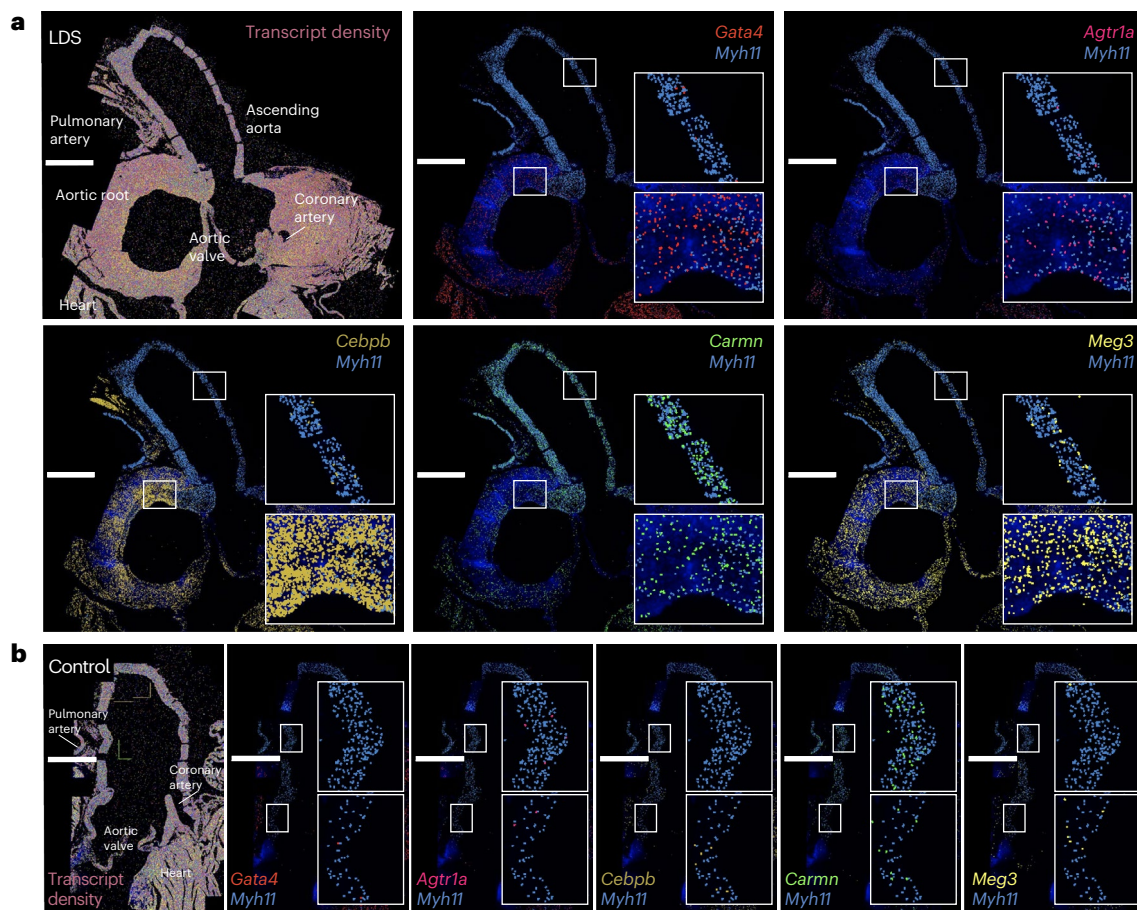 a
LDS
Transcript density
Pulmonary
artery
Ascending
aorta
Aortic root
Coronary
artery
Aortic
valve
Heart
Gata4
Myh11
Agtr1a
Myh11
Cebpb
Myh11
Carmn
Myh11
Meg3
Myh11
b
Control
Pulmonary
artery
Coronary
artery
Aortic
valve
Heart
Transcript
density
Gata4
Myh11
Agtr1a
Myh11
Cebpb
Myh11
Carmn
Myh11
Meg3
Myh11